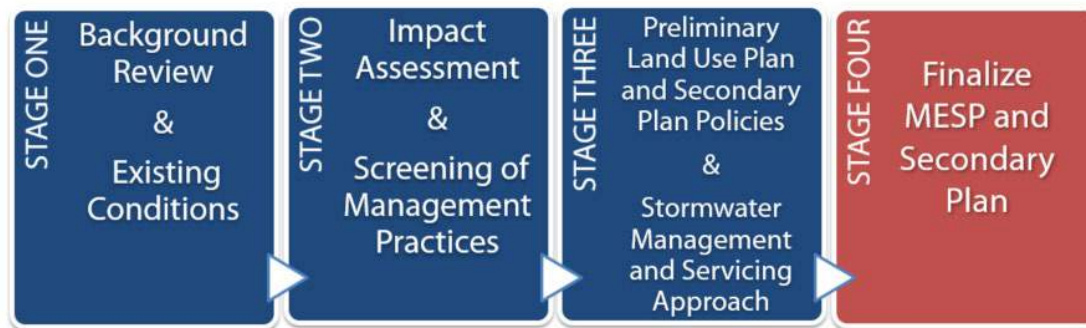 STAGE ONE
Background
Review
&
Existing
Conditions
STAGE TWO
Impact
Assessment
&
Screening of
Management
Practices
STAGE THREE
Preliminary
Land Use Plan
and Secondary
Plan Policies
&
Stormwater
Management
and Servicing
Approach
STAGE FOUR
Finalize
MESP and
Secondary
Plan